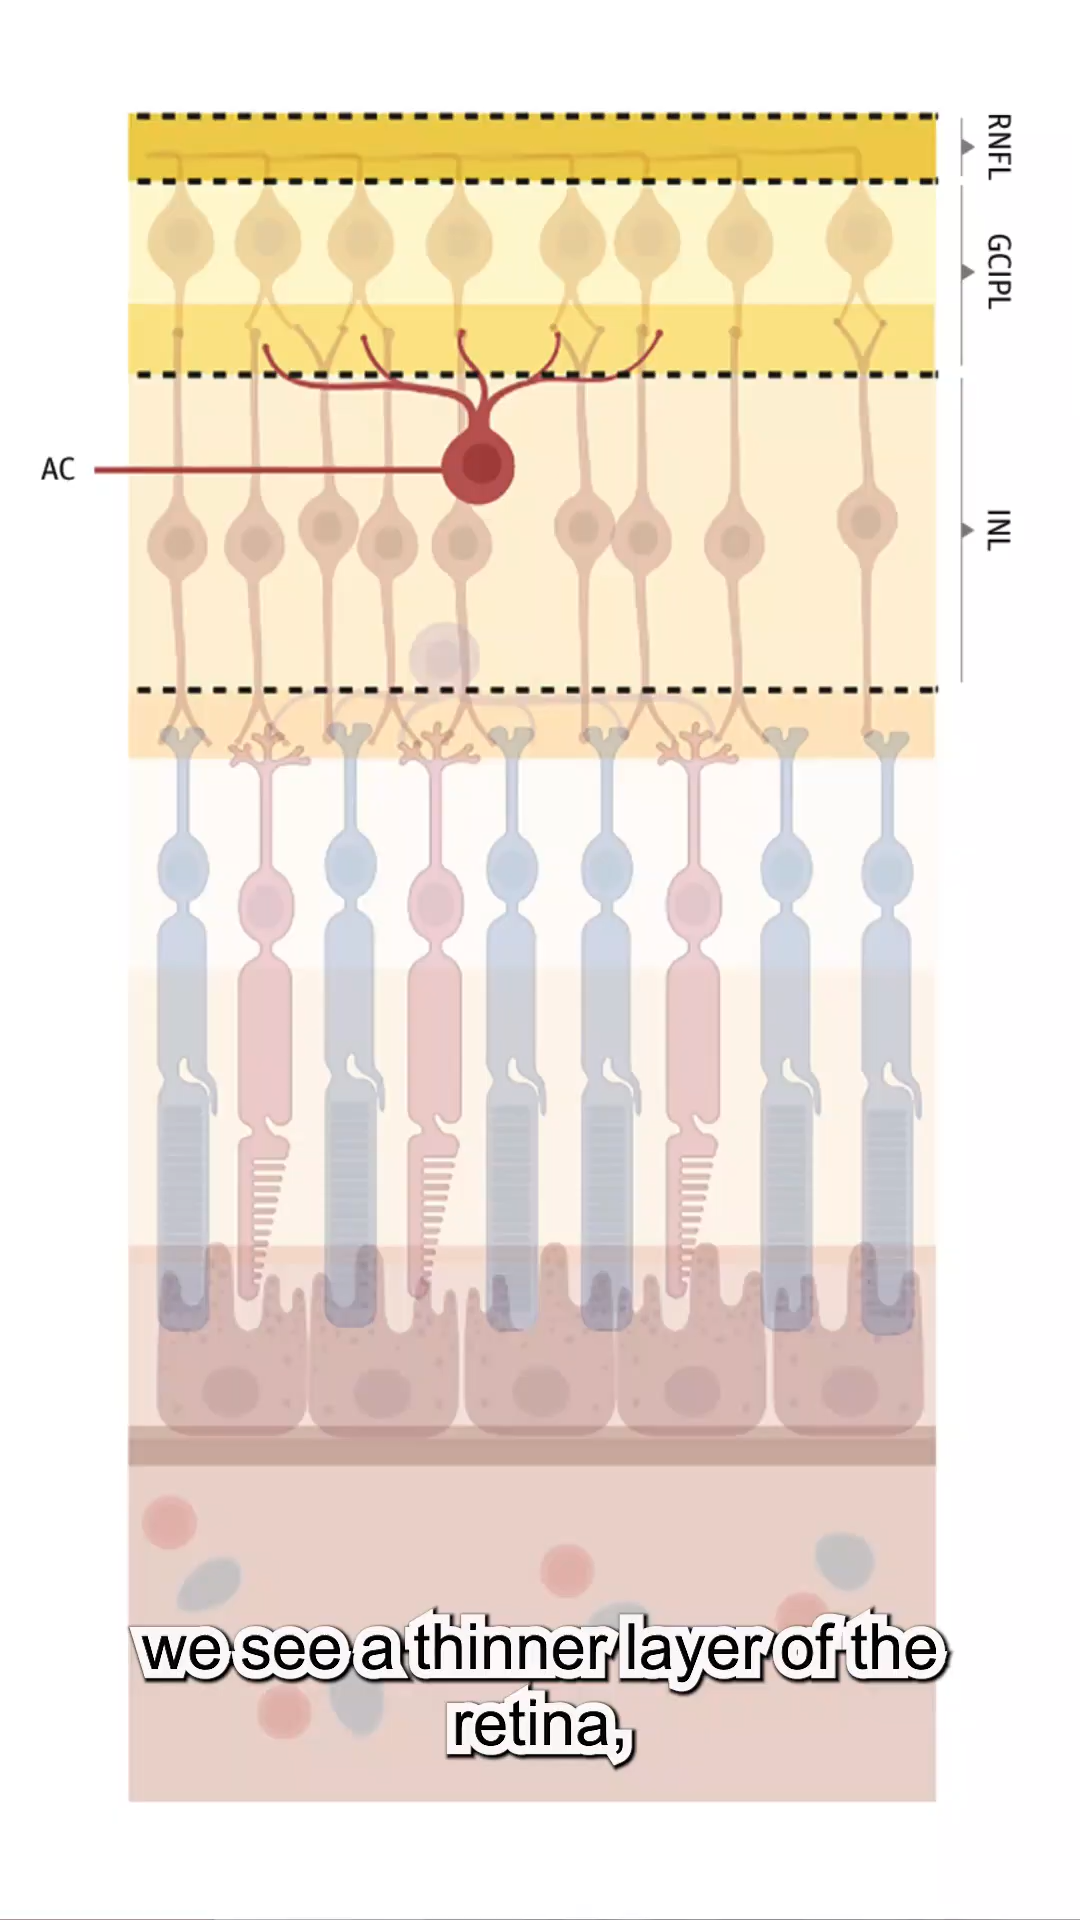 RNFL
GCIPL
AC
INL
we see a thinner layer of the
retina,